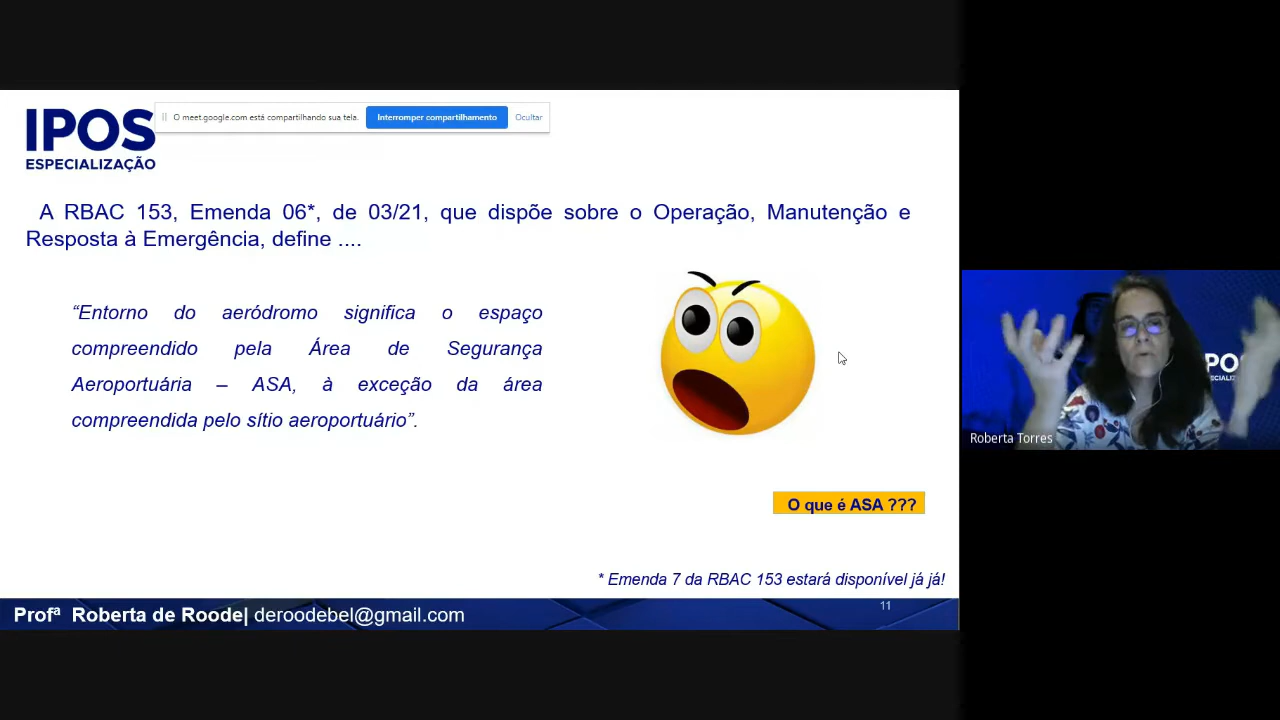 IPOS
ESPECIALIZAÇÃO
O meet.google.com está compartilhando sua tela.
Interromper compartilhamento
Ocultar
A RBAC 153, Emenda 06*, de 03/21, que dispõe sobre o Operação, Manutenção e
Resposta à Emergência, define ....
“Entorno do aeródromo significa o espaço
compreendido pela Área de Segurança
Aeroportuária – ASA, à exceção da área
compreendida pelo sítio aeroportuário”.
O que é ASA ???
* Emenda 7 da RBAC 153 estará disponível já já!
Profª Roberta de Roode| deroodebel@gmail.com
11
Roberta Torres